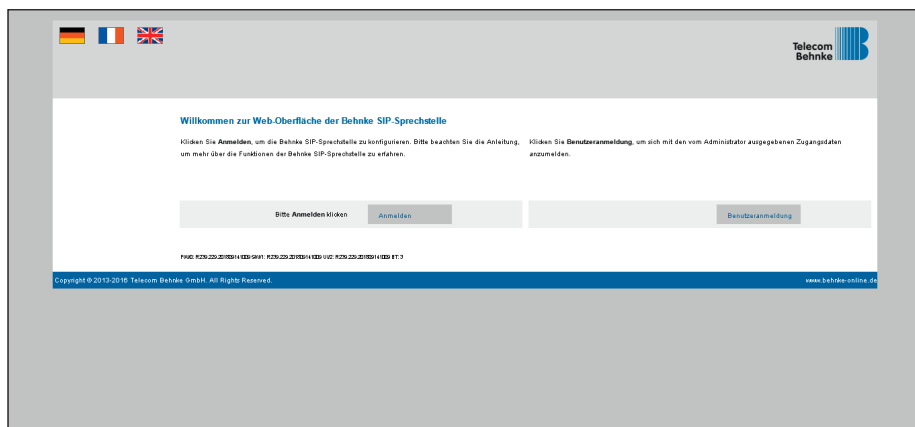 Telecom
Behnke
Willkommen zur Web-Oberfläche der Behnke SIP-Sprechstelle
Klicken Sie Anmelden, um die Behnke SIP-Sprechstelle zu konfigurieren. Bitte beachten Sie die Anleitung,
um mehr über die Funktionen der Behnke SIP-Sprechstelle zu erfahren.
Klicken Sie Benutzeranmeldung, um sich mit den vom Administrator ausgegebenen Zugangsdaten
anzumelden.
Bitte Anmelden klicken
Anmelden
Benutzeranmeldung
Copyright © 2013-2016 Telecom Behnke GmbH. All Rights Reserved.
www.behnke-online.de